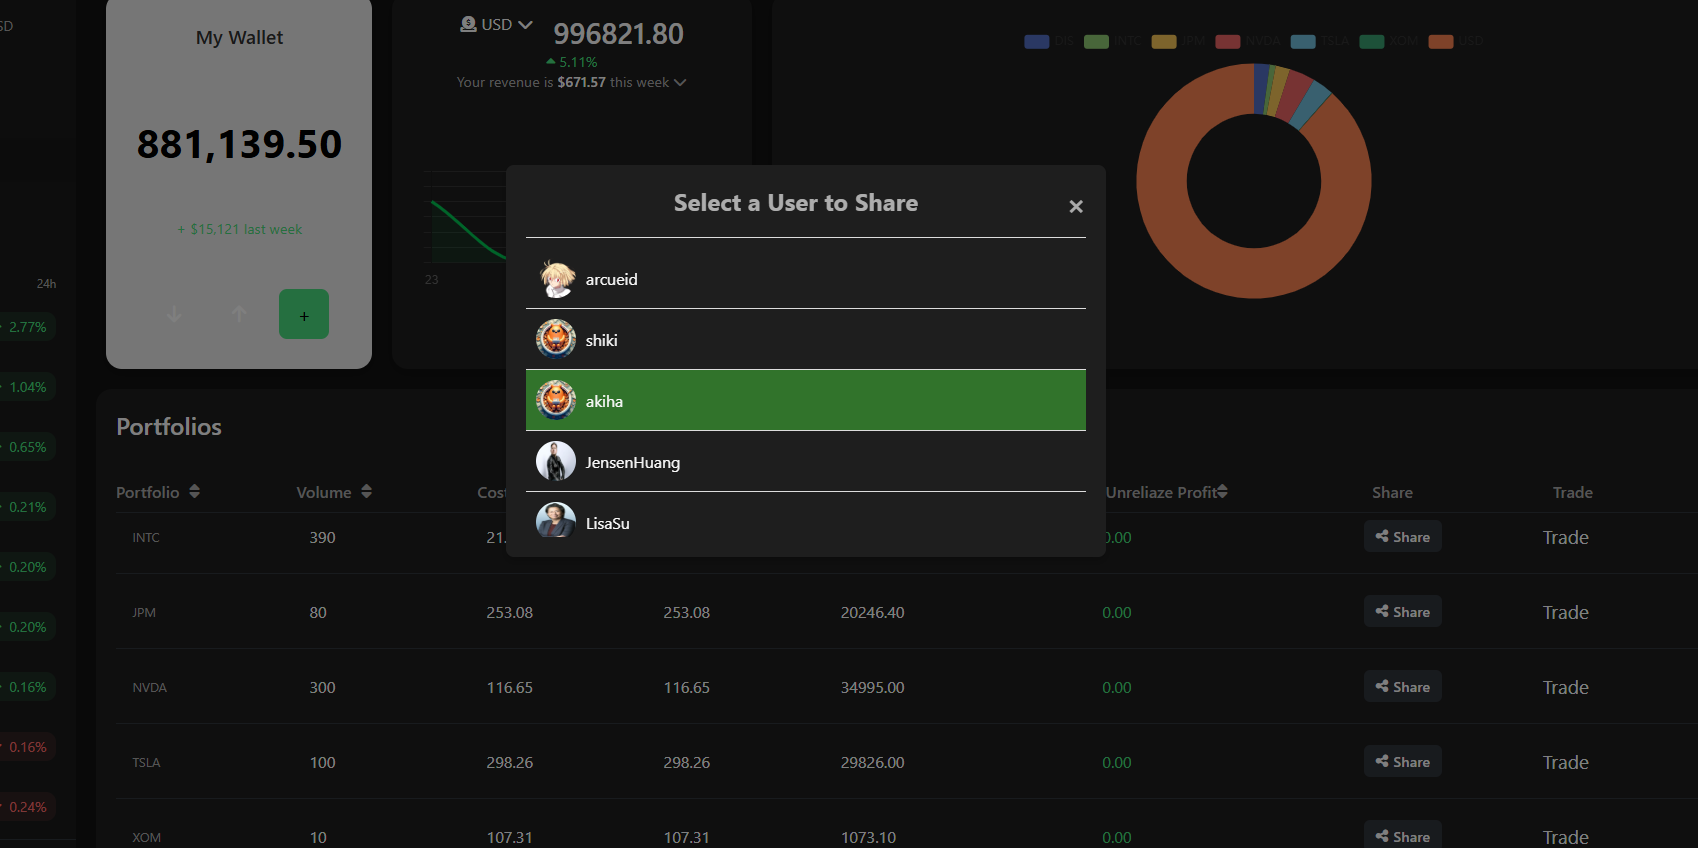 SD
My Wallet
881,139.50
+ $15,121 last week
+
USD
996821.80
5.11%
Your revenue is $671.57 this week
23
DIS INTC JPM NVDA TSLA XOM USD
24h
2.77%
1.04%
0.65%
0.21%
0.20%
0.20%
0.16%
0.16%
0.24%
Select a User to Share
×
arcueid
shiki
akiha
JensenHuang
LisaSu
Portfolios
Portfolio Volume Cost Unreliaze Profit Share Trade
INTC 390 21. 0.00 Share Trade
JPM 80 253.08 253.08 20246.40 0.00 Share Trade
NVDA 300 116.65 116.65 34995.00 0.00 Share Trade
TSLA 100 298.26 298.26 29826.00 0.00 Share Trade
XOM 10 107.31 107.31 1073.10 0.00 Share Trade